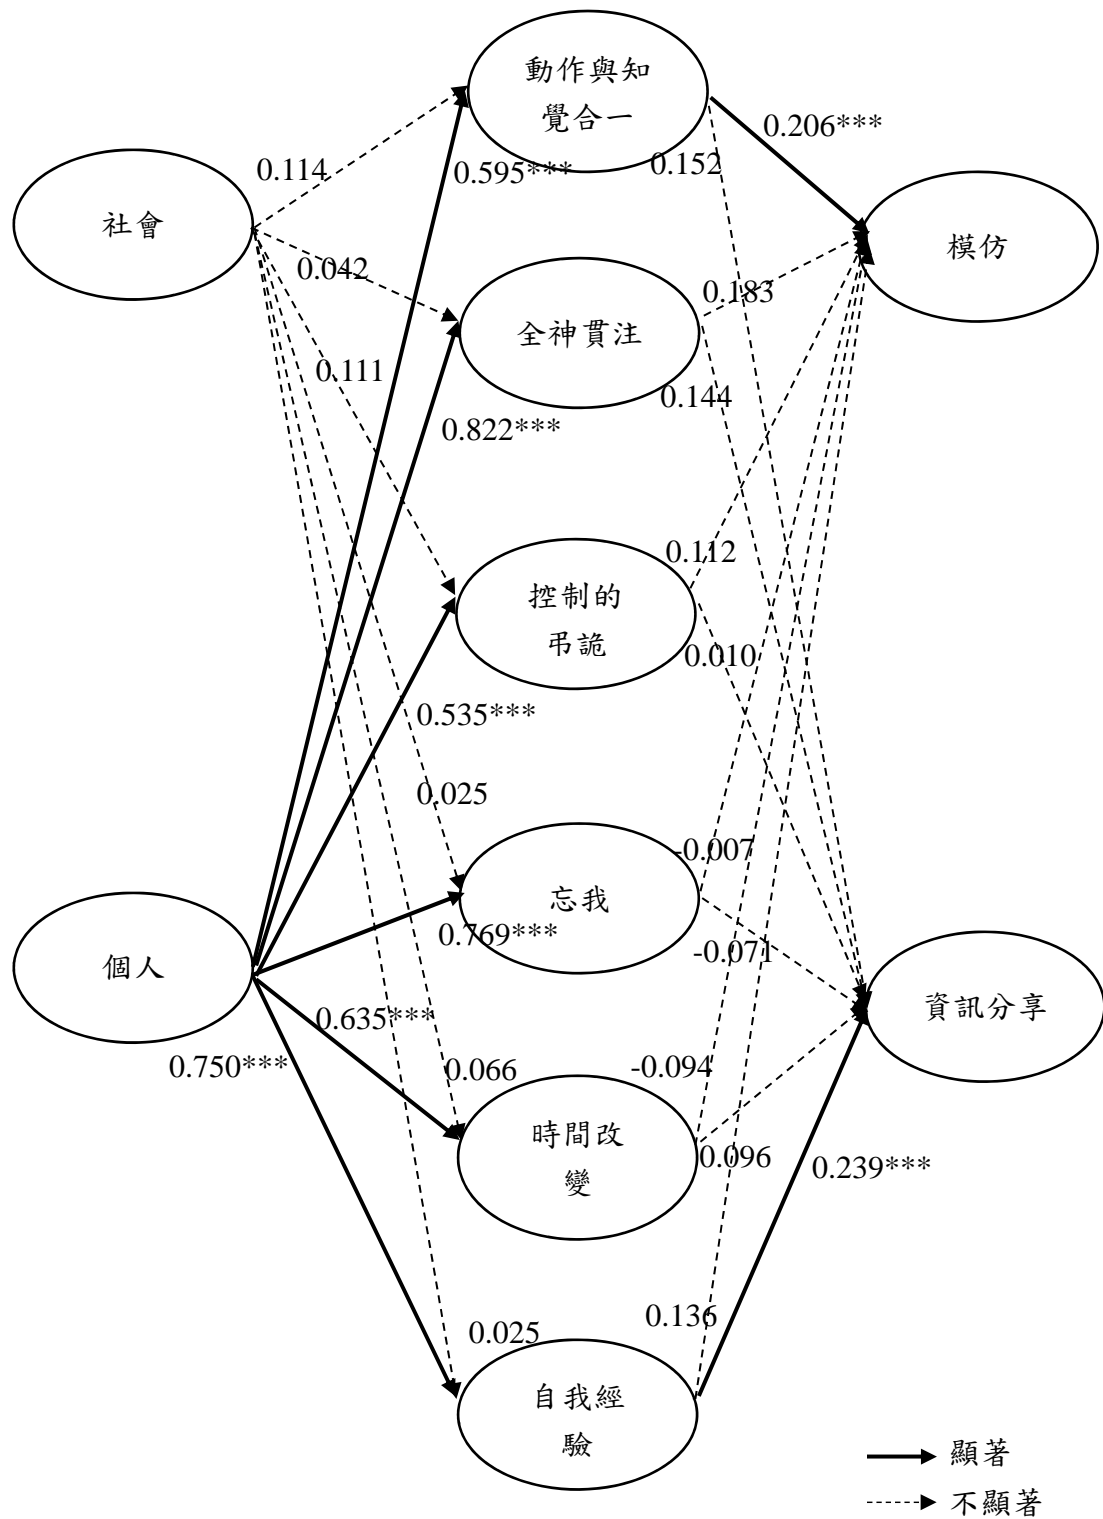 動作與知
覺合一
0.206***
0.114
0.595***
0.152
社會
模仿
0.042
0.183
全神貫注
0.111
0.144
0.822***
0.112
控制的
弔詭
0.010
0.535***
0.025
-0.007
忘我
0.769***
-0.071
個人
資訊分享
0.635***
0.750***
0.066
-0.094
時間改
變
0.096
0.239***
0.025
0.136
自我經
驗
顯著
不顯著